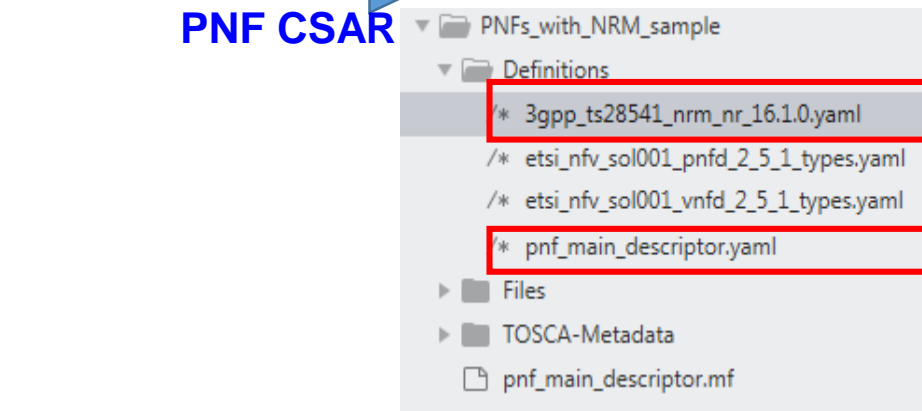 PNF CSAR
PNFs_with_NRM_sample
Definitions
/* 3gpp_ts28541_nrm_nr_16.1.0.yaml
/* etsi_nfv_sol001_pnfd_2_5_1_types.yaml
/* etsi_nfv_sol001_vnfd_2_5_1_types.yaml
/* pnf_main_descriptor.yaml
Files
TOSCA-Metadata
pnf_main_descriptor.mf